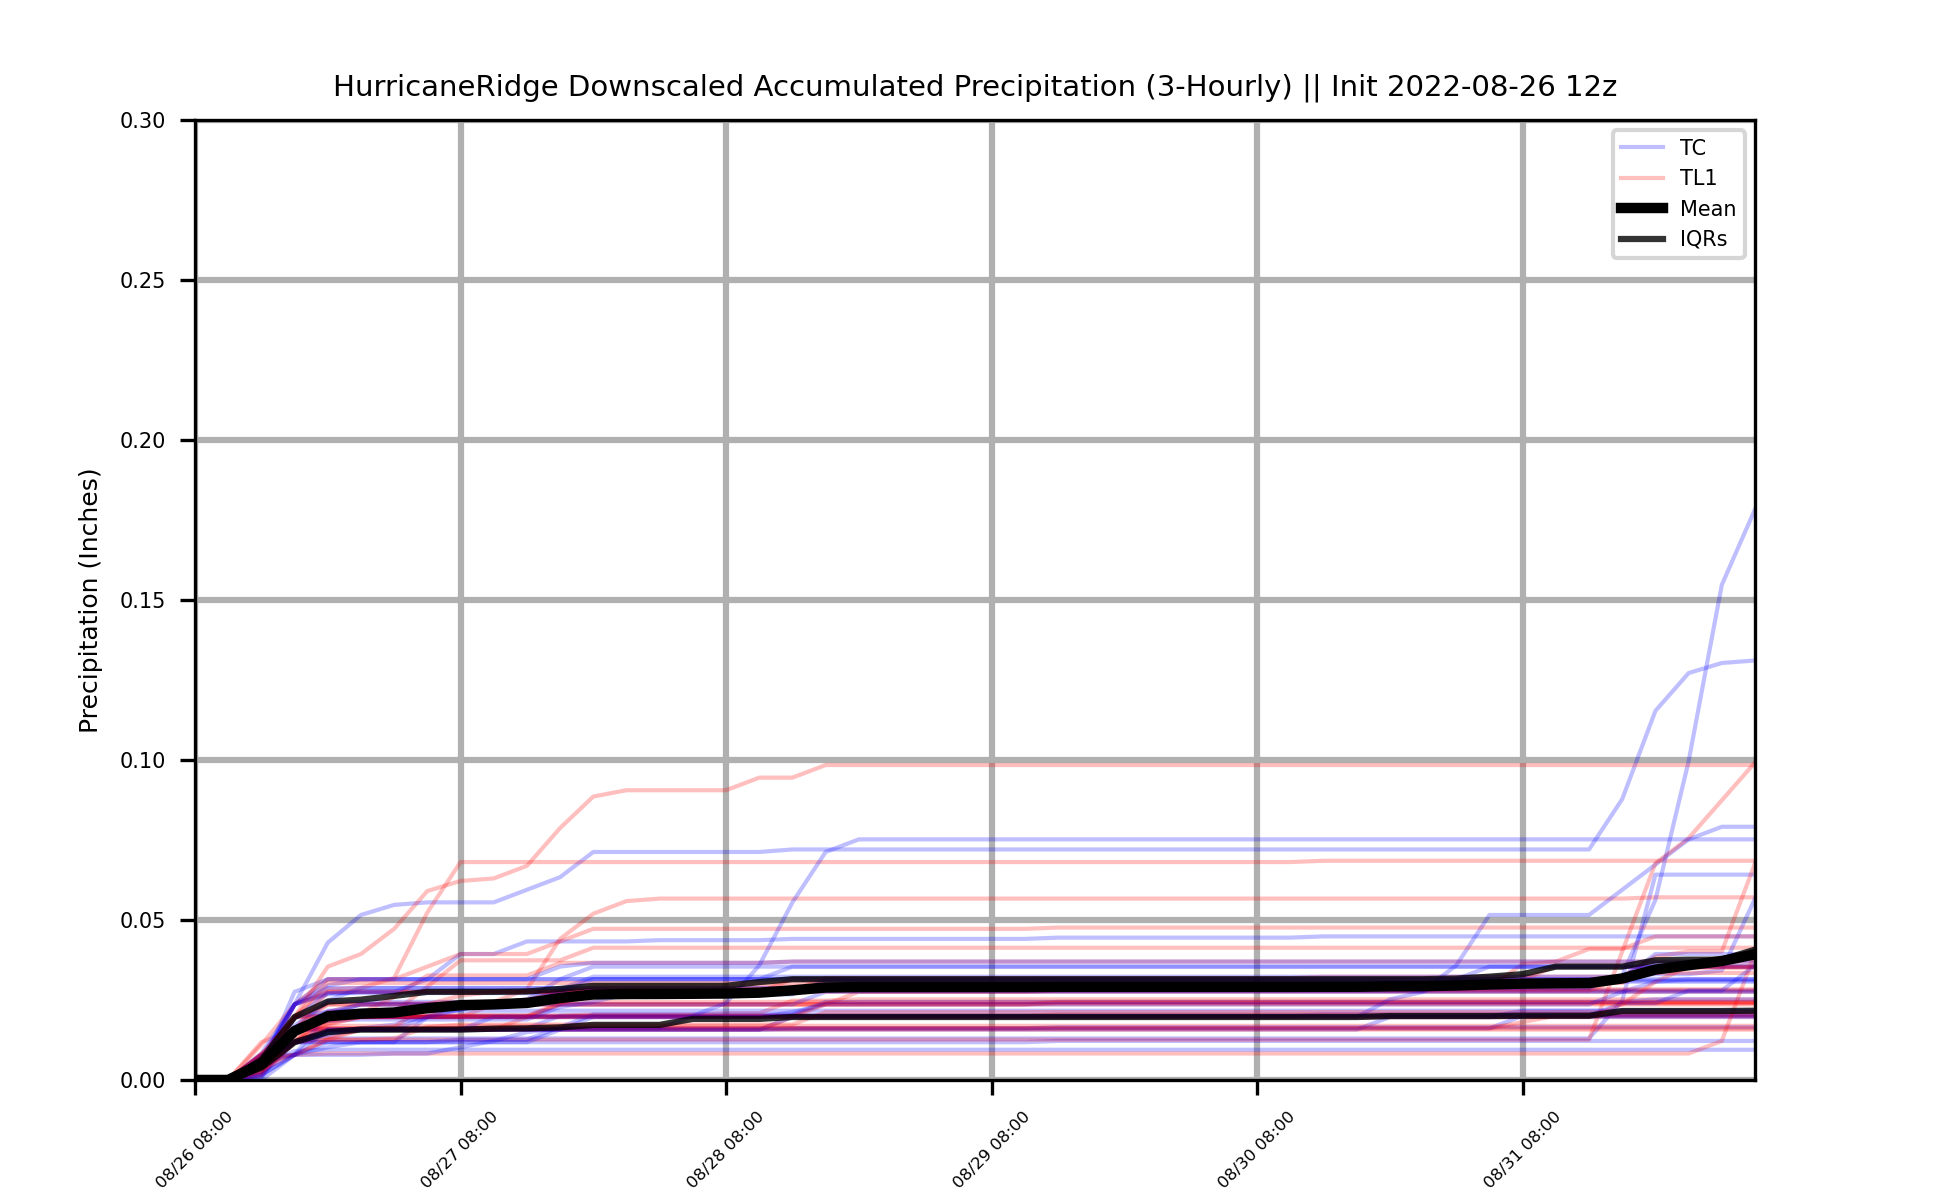 HurricaneRidge Downscaled Accumulated Precipitation (3-Hourly) || Init 2022-08-26 12z
TC
TL1
Mean
IQRs
Precipitation (Inches)
0.30
0.25
0.20
0.15
0.10
0.05
0.00
08/26 08:00
08/27 08:00
08/28 08:00
08/29 08:00
08/30 08:00
08/31 08:00